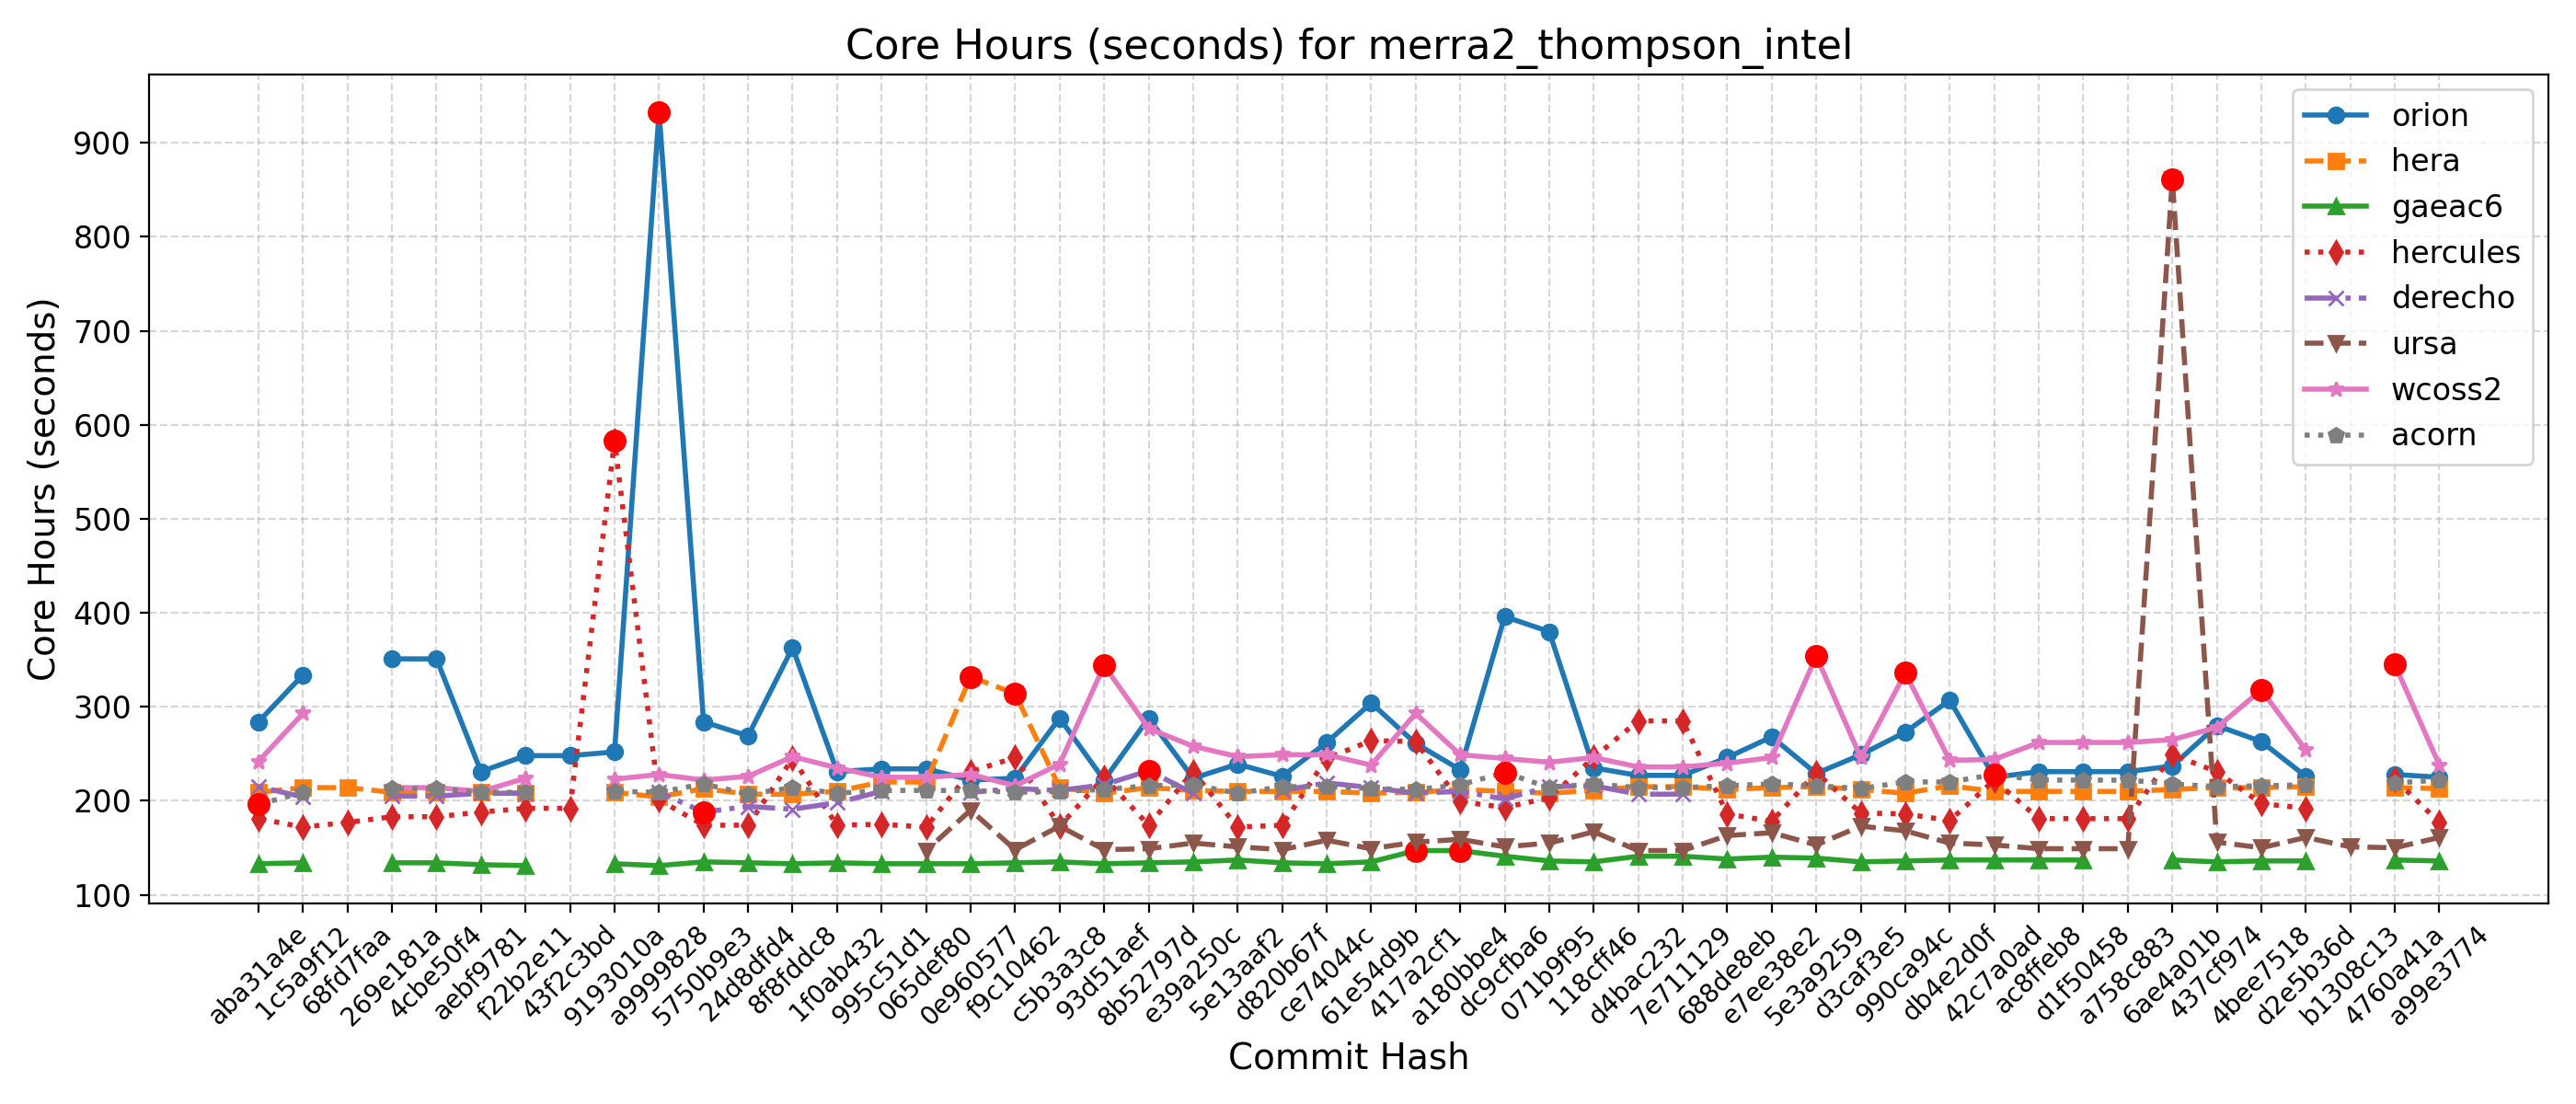 Core Hours (seconds) for merra2_thompson_intel
Core Hours (seconds)
900
800
700
600
500
400
300
200
100
orion
hera
gaeac6
hercules
derecho
ursa
wcoss2
acorn
aba31a4e
1c5a9f12
68fd7faa
269e181a
4cbe50f4
aebf9781
f22b2e11
43f2c3bd
9193010a
a9999828
5750b9e3
24d8dfd4
8f8fddc8
1f0ab432
995c51d1
065def80
0e960577
f9c10462
c5b3a3c8
93d51aef
8b52797d
e39a250c
5e13aaf2
d820b67f
ce74044c
61e54d9b
417a2cf1
a180bbe4
dc9cfba6
071b9f95
118cff46
d4bac232
7e711129
688de8eb
e7ee38e2
5e3a9259
d3caf3e5
990ca94c
db4e2d0f
42c7a0ad
ac8ffeb8
d1f50458
a758c883
6ae4a01b
437cf974
4bee7518
d2e5b36d
b1308c13
4760a41a
a99e3774
Commit Hash